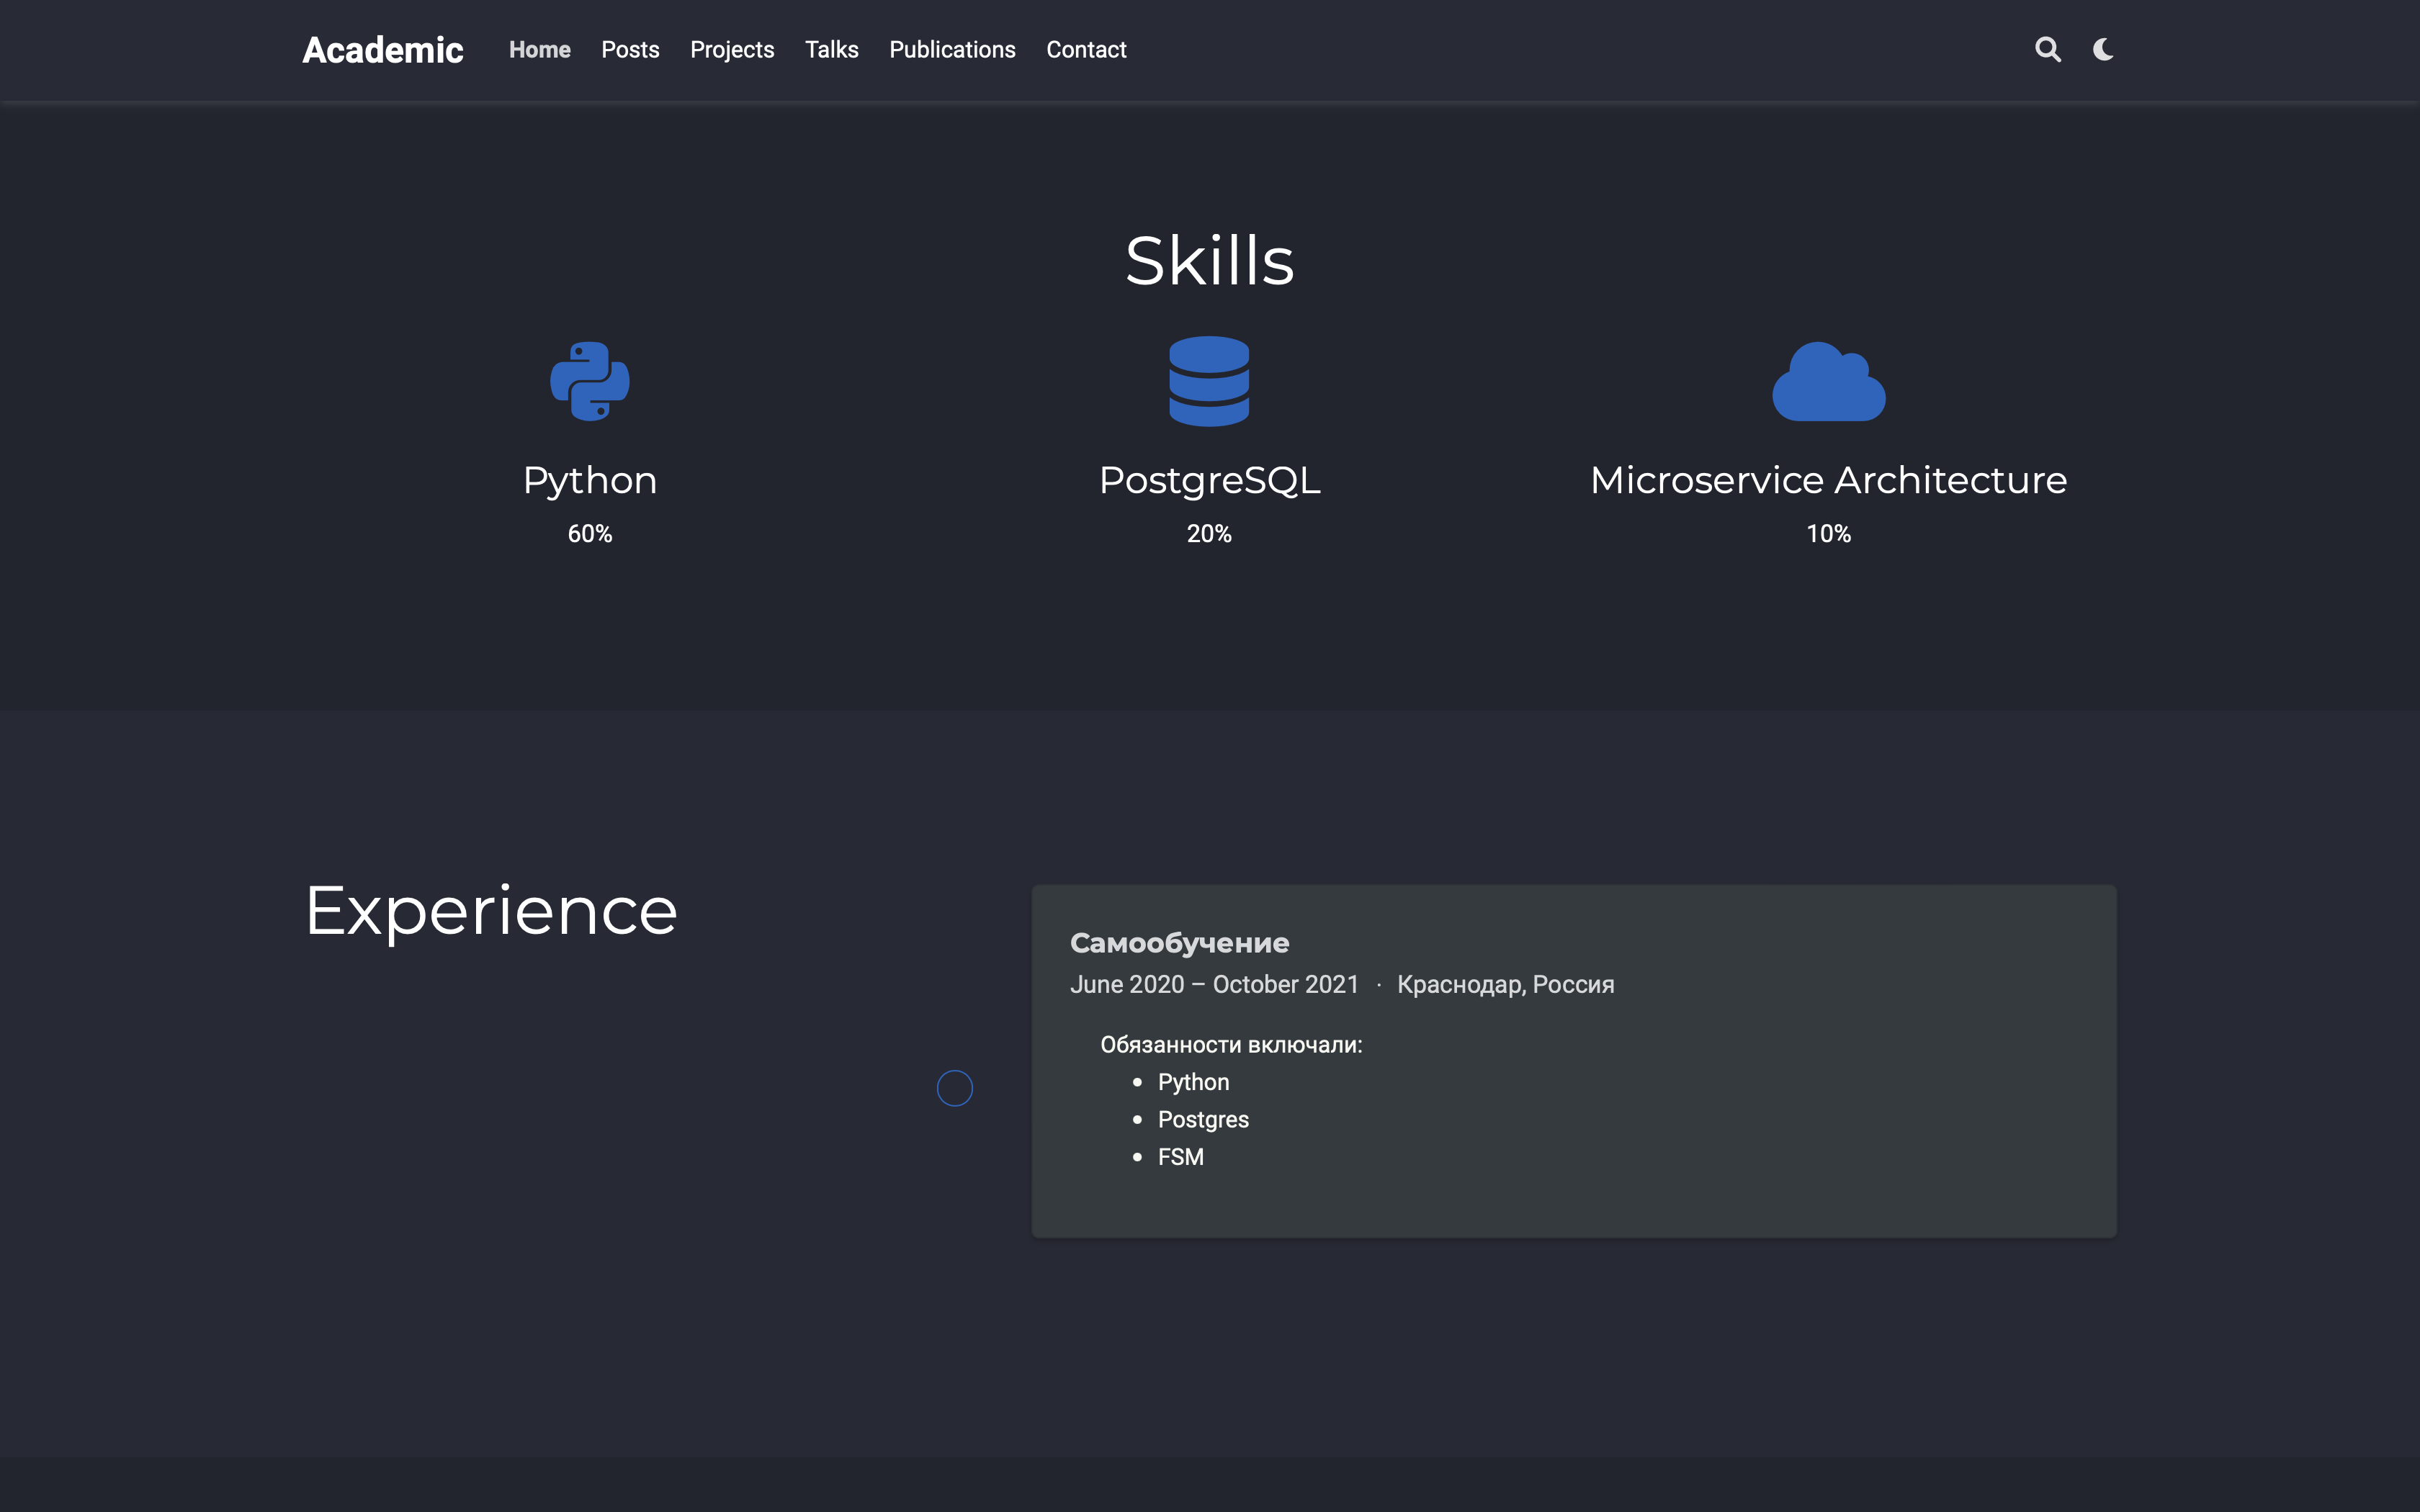 Academic Home Posts Projects Talks Publications Contact
Skills
Python PostgreSQL Microservice Architecture
60% 20% 10%
Experience
Самообучение
June 2020 – October 2021 · Краснодар, Россия
Обязанности включали:
• Python
• Postgres
• FSM